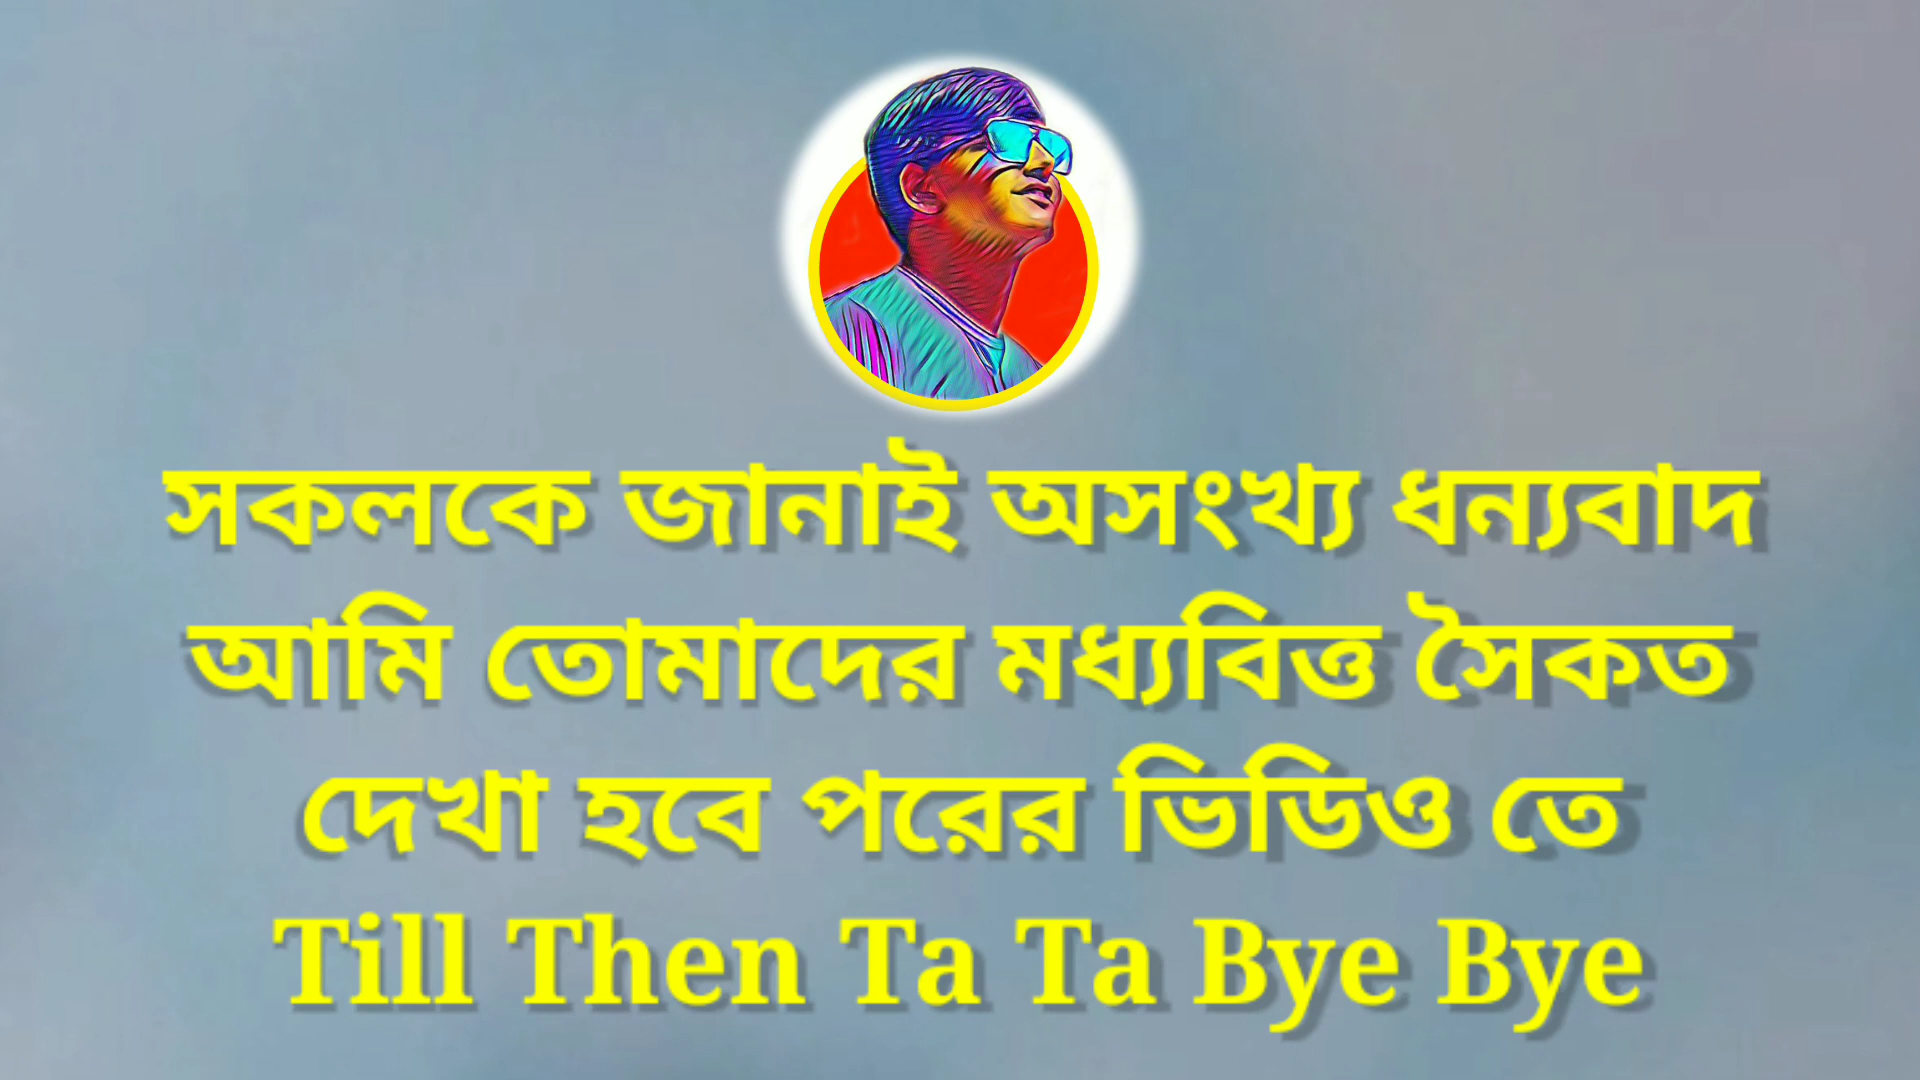 সকলকে জানাই অসংখ্য ধন্যবাদ
আমি তোমাদের মধ্যবিত্ত সৈকত
দেখা হবে পরের ভিডিও তে
Till Then Ta Ta Bye Bye